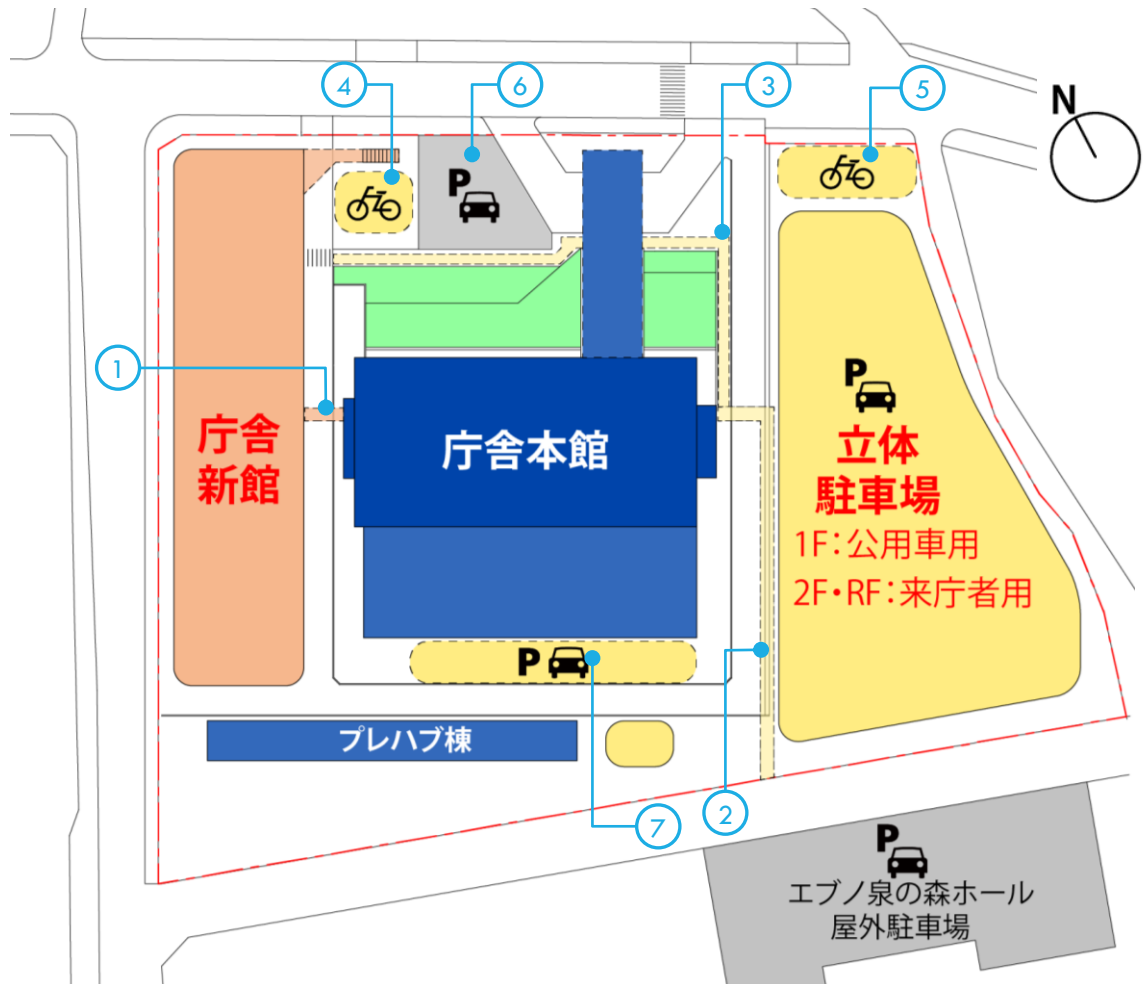 4
6
3
5
N
P
1
P
庁舎
新館
庁舎本館
立体
駐車場
1F:公用車用
2F・RF:来庁者用
P
プレハブ棟
2
7
P
エブノ泉の森ホール
屋外駐車場